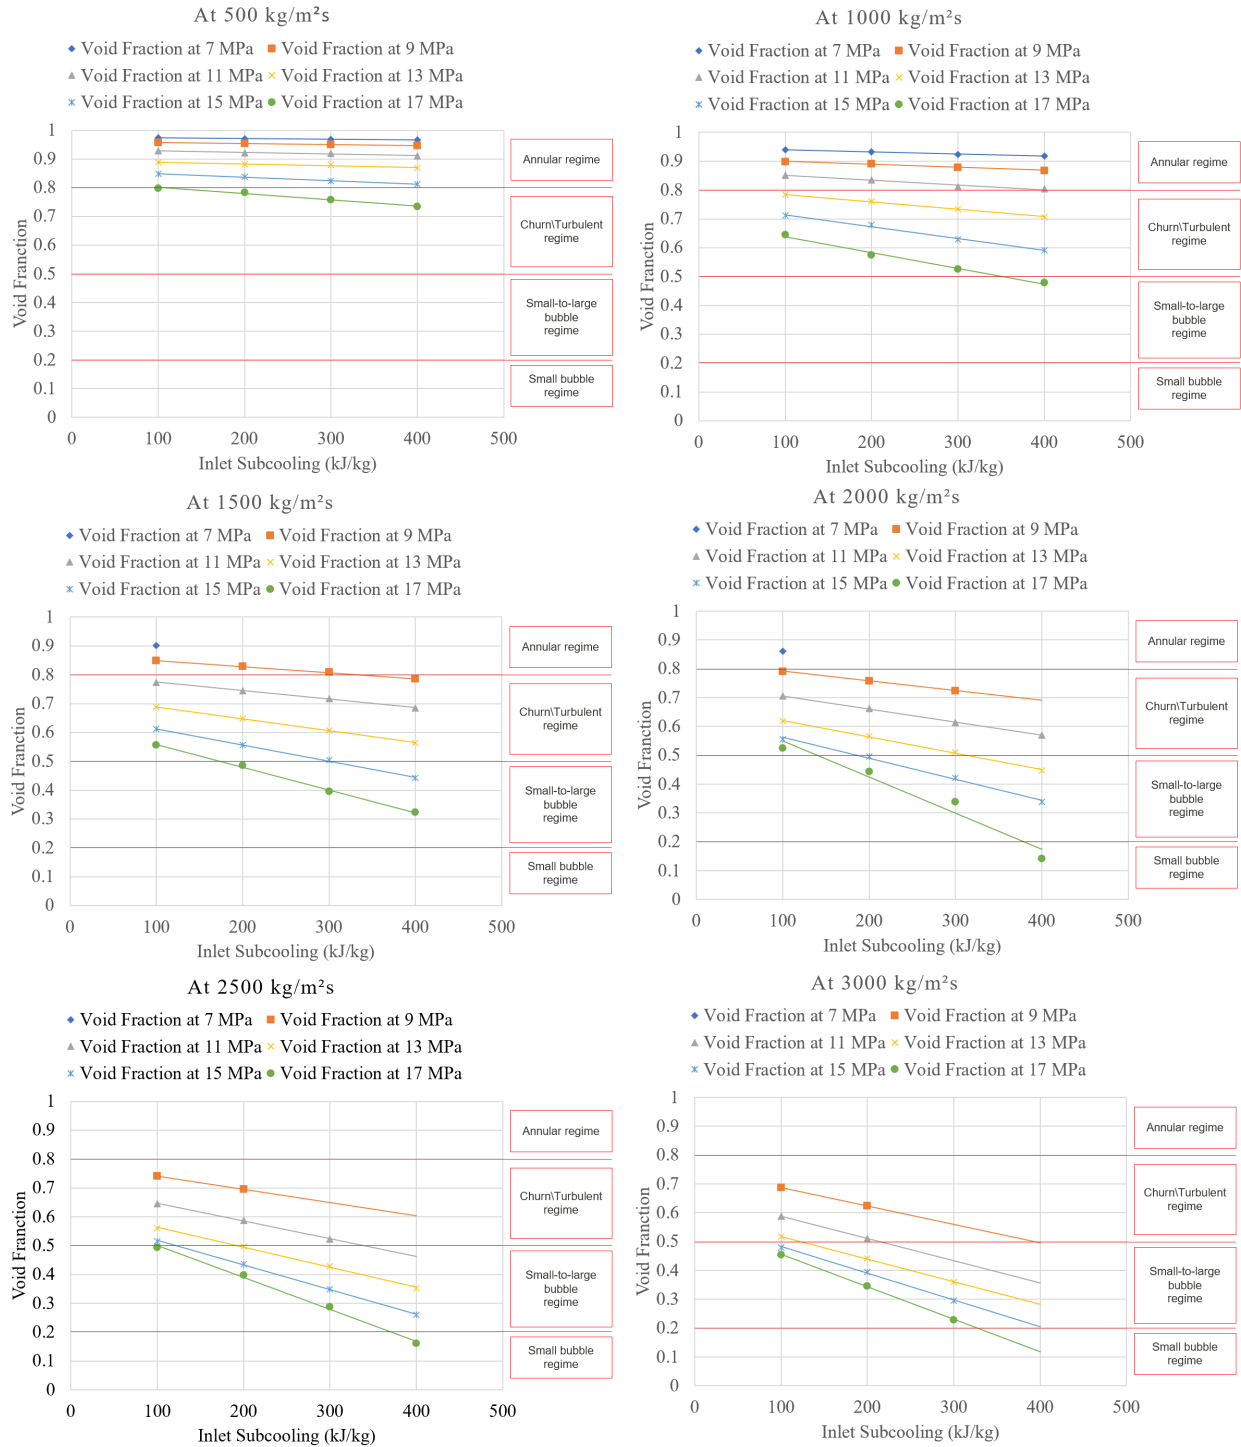 At 500 kg/m²s
Void Fraction at 7 MPa Void Fraction at 9 MPa
Void Fraction at 11 MPa Void Fraction at 13 MPa
Void Fraction at 15 MPa Void Fraction at 17 MPa
1
0.9
0.8
0.7
0.6
0.5
0.4
0.3
0.2
0.1
0
Void Franction
0 100 200 300 400 500
Inlet Subcooling (kJ/kg)
Annular regime
Churn\Turbulent
regime
Small-to-large
bubble
regime
Small bubble
regime
At 1000 kg/m²s
Void Fraction at 7 MPa Void Fraction at 9 MPa
Void Fraction at 11 MPa Void Fraction at 13 MPa
Void Fraction at 15 MPa Void Fraction at 17 MPa
1
0.9
0.8
0.7
0.6
0.5
0.4
0.3
0.2
0.1
0
Void Franction
0 100 200 300 400 500
Inlet Subcooling (kJ/kg)
Annular regime
Churn\Turbulent
regime
Small-to-large
bubble
regime
Small bubble
regime
At 1500 kg/m²s
Void Fraction at 7 MPa Void Fraction at 9 MPa
Void Fraction at 11 MPa Void Fraction at 13 MPa
Void Fraction at 15 MPa Void Fraction at 17 MPa
1
0.9
0.8
0.7
0.6
0.5
0.4
0.3
0.2
0.1
0
Void Franction
0 100 200 300 400 500
Inlet Subcooling (kJ/kg)
Annular regime
Churn\Turbulent
regime
Small-to-large
bubble
regime
Small bubble
regime
At 2000 kg/m²s
Void Fraction at 7 MPa Void Fraction at 9 MPa
Void Fraction at 11 MPa Void Fraction at 13 MPa
Void Fraction at 15 MPa Void Fraction at 17 MPa
1
0.9
0.8
0.7
0.6
0.5
0.4
0.3
0.2
0.1
0
Void Franction
0 100 200 300 400 500
Inlet Subcooling (kJ/kg)
Annular regime
Churn\Turbulent
regime
Small-to-large
bubble
regime
Small bubble
regime
At 2500 kg/m²s
Void Fraction at 7 MPa Void Fraction at 9 MPa
Void Fraction at 11 MPa Void Fraction at 13 MPa
Void Fraction at 15 MPa Void Fraction at 17 MPa
1
0.9
0.8
0.7
0.6
0.5
0.4
0.3
0.2
0.1
0
Void Franction
0 100 200 300 400 500
Inlet Subcooling (kJ/kg)
Annular regime
Churn\Turbulent
regime
Small-to-large
bubble
regime
Small bubble
regime
At 3000 kg/m²s
Void Fraction at 7 MPa Void Fraction at 9 MPa
Void Fraction at 11 MPa Void Fraction at 13 MPa
Void Fraction at 15 MPa Void Fraction at 17 MPa
1
0.9
0.8
0.7
0.6
0.5
0.4
0.3
0.2
0.1
0
Void Franction
0 100 200 300 400 500
Inlet Subcooling (kJ/kg)
Annular regime
Churn\Turbulent
regime
Small-to-large
bubble
regime
Small bubble
regime